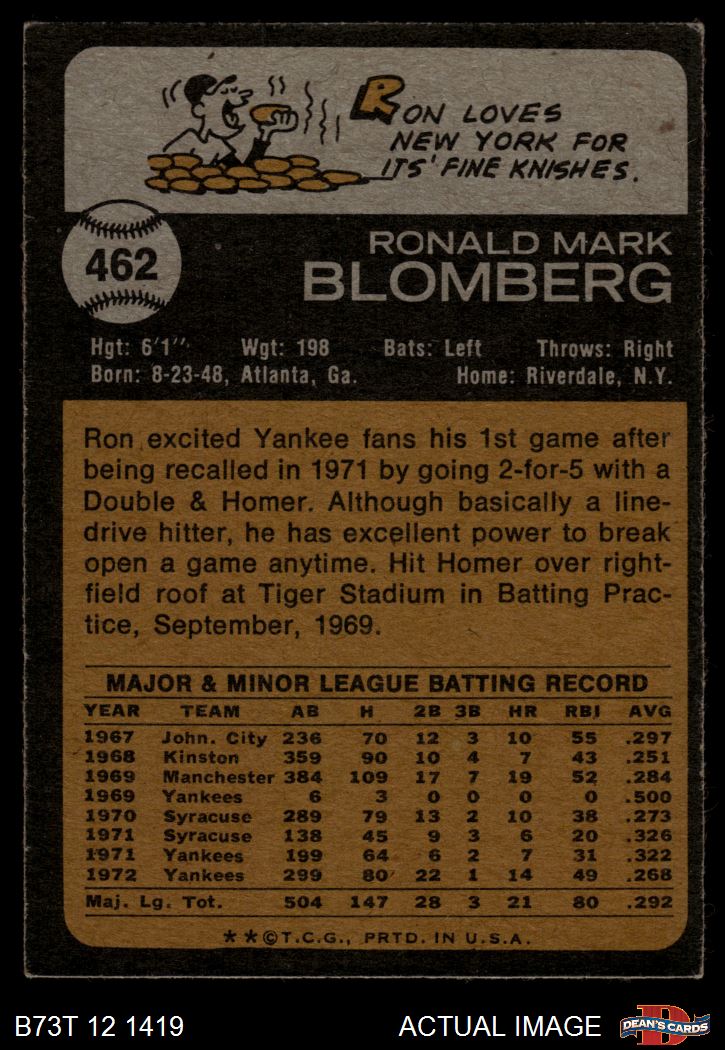 RON LOVES
NEW YORK FOR
ITS' FINE KNISHES.
462
RONALD MARK
BLOMBERG
Hgt: 6'1" Wgt: 198 Bats: Left Throws: Right
Born: 8-23-48, Atlanta, Ga. Home: Riverdale, N.Y.
Ron excited Yankee fans his 1st game after
being recalled in 1971 by going 2-for-5 with a
Double & Homer. Although basically a line-
drive hitter, he has excellent power to break
open a game anytime. Hit Homer over right-
field roof at Tiger Stadium in Batting Prac-
tice, September, 1969.
MAJOR & MINOR LEAGUE BATTING RECORD
YEAR TEAM AB H 2B 3B HR RBI AVG
1967 John. City 236 70 12 3 10 55 .297
1968 Kinston 359 90 10 4 7 43 .251
1969 Manchester 384 109 17 7 19 52 .284
1969 Yankees 6 3 0 0 0 0 .500
1970 Syracuse 289 79 13 2 10 38 .273
1971 Syracuse 138 45 9 3 6 20 .326
1971 Yankees 199 64 6 2 7 31 .322
1972 Yankees 299 80 22 1 14 49 .268
Maj. Lg. Tot. 504 147 28 3 21 80 .292
**©T.C.G., PRTD. IN U.S.A.
B73T 12 1419 ACTUAL IMAGE D DEAN'S CARDS